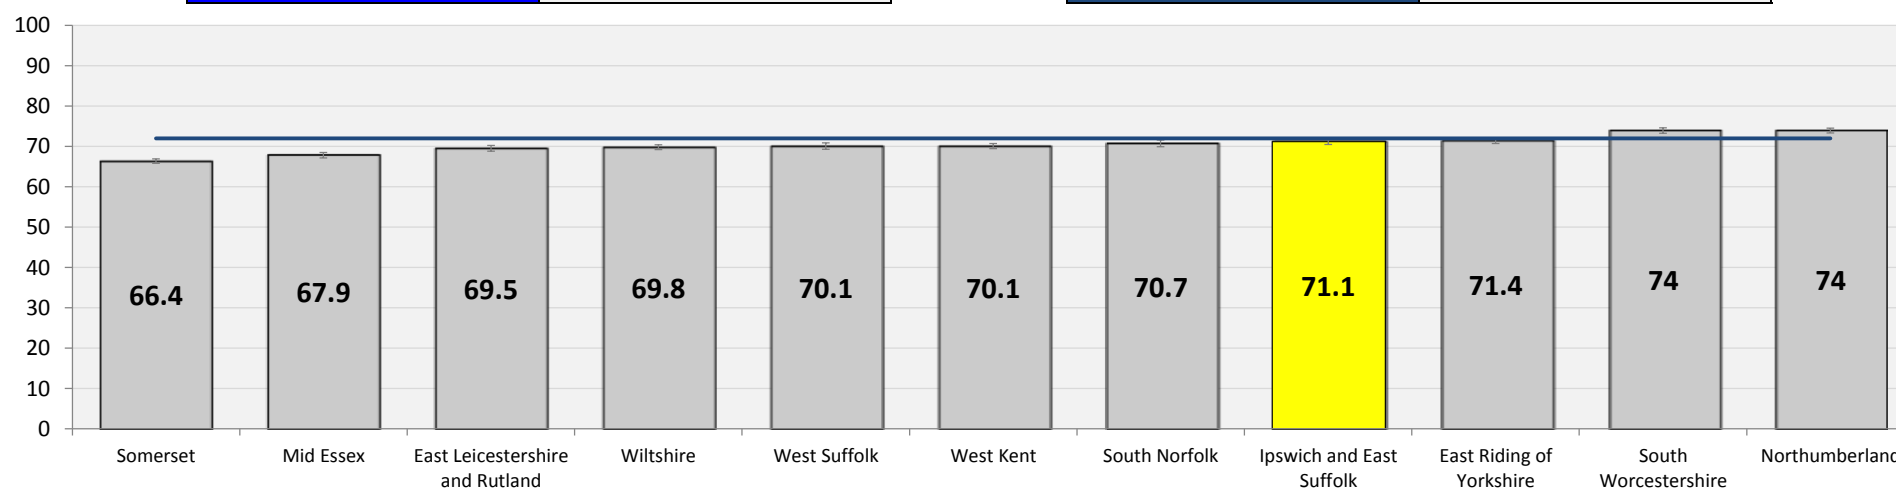 100
90
80
70
60
50
40
30
20
10
0
66.4
67.9
69.5
69.8
70.1
70.1
70.7
71.1
71.4
74
74
Somerset
Mid Essex
East Leicestershire
and Rutland
Wiltshire
West Suffolk
West Kent
South Norfolk
Ipswich and East
Suffolk
East Riding of
Yorkshire
South
Worcestershire
Northumberland